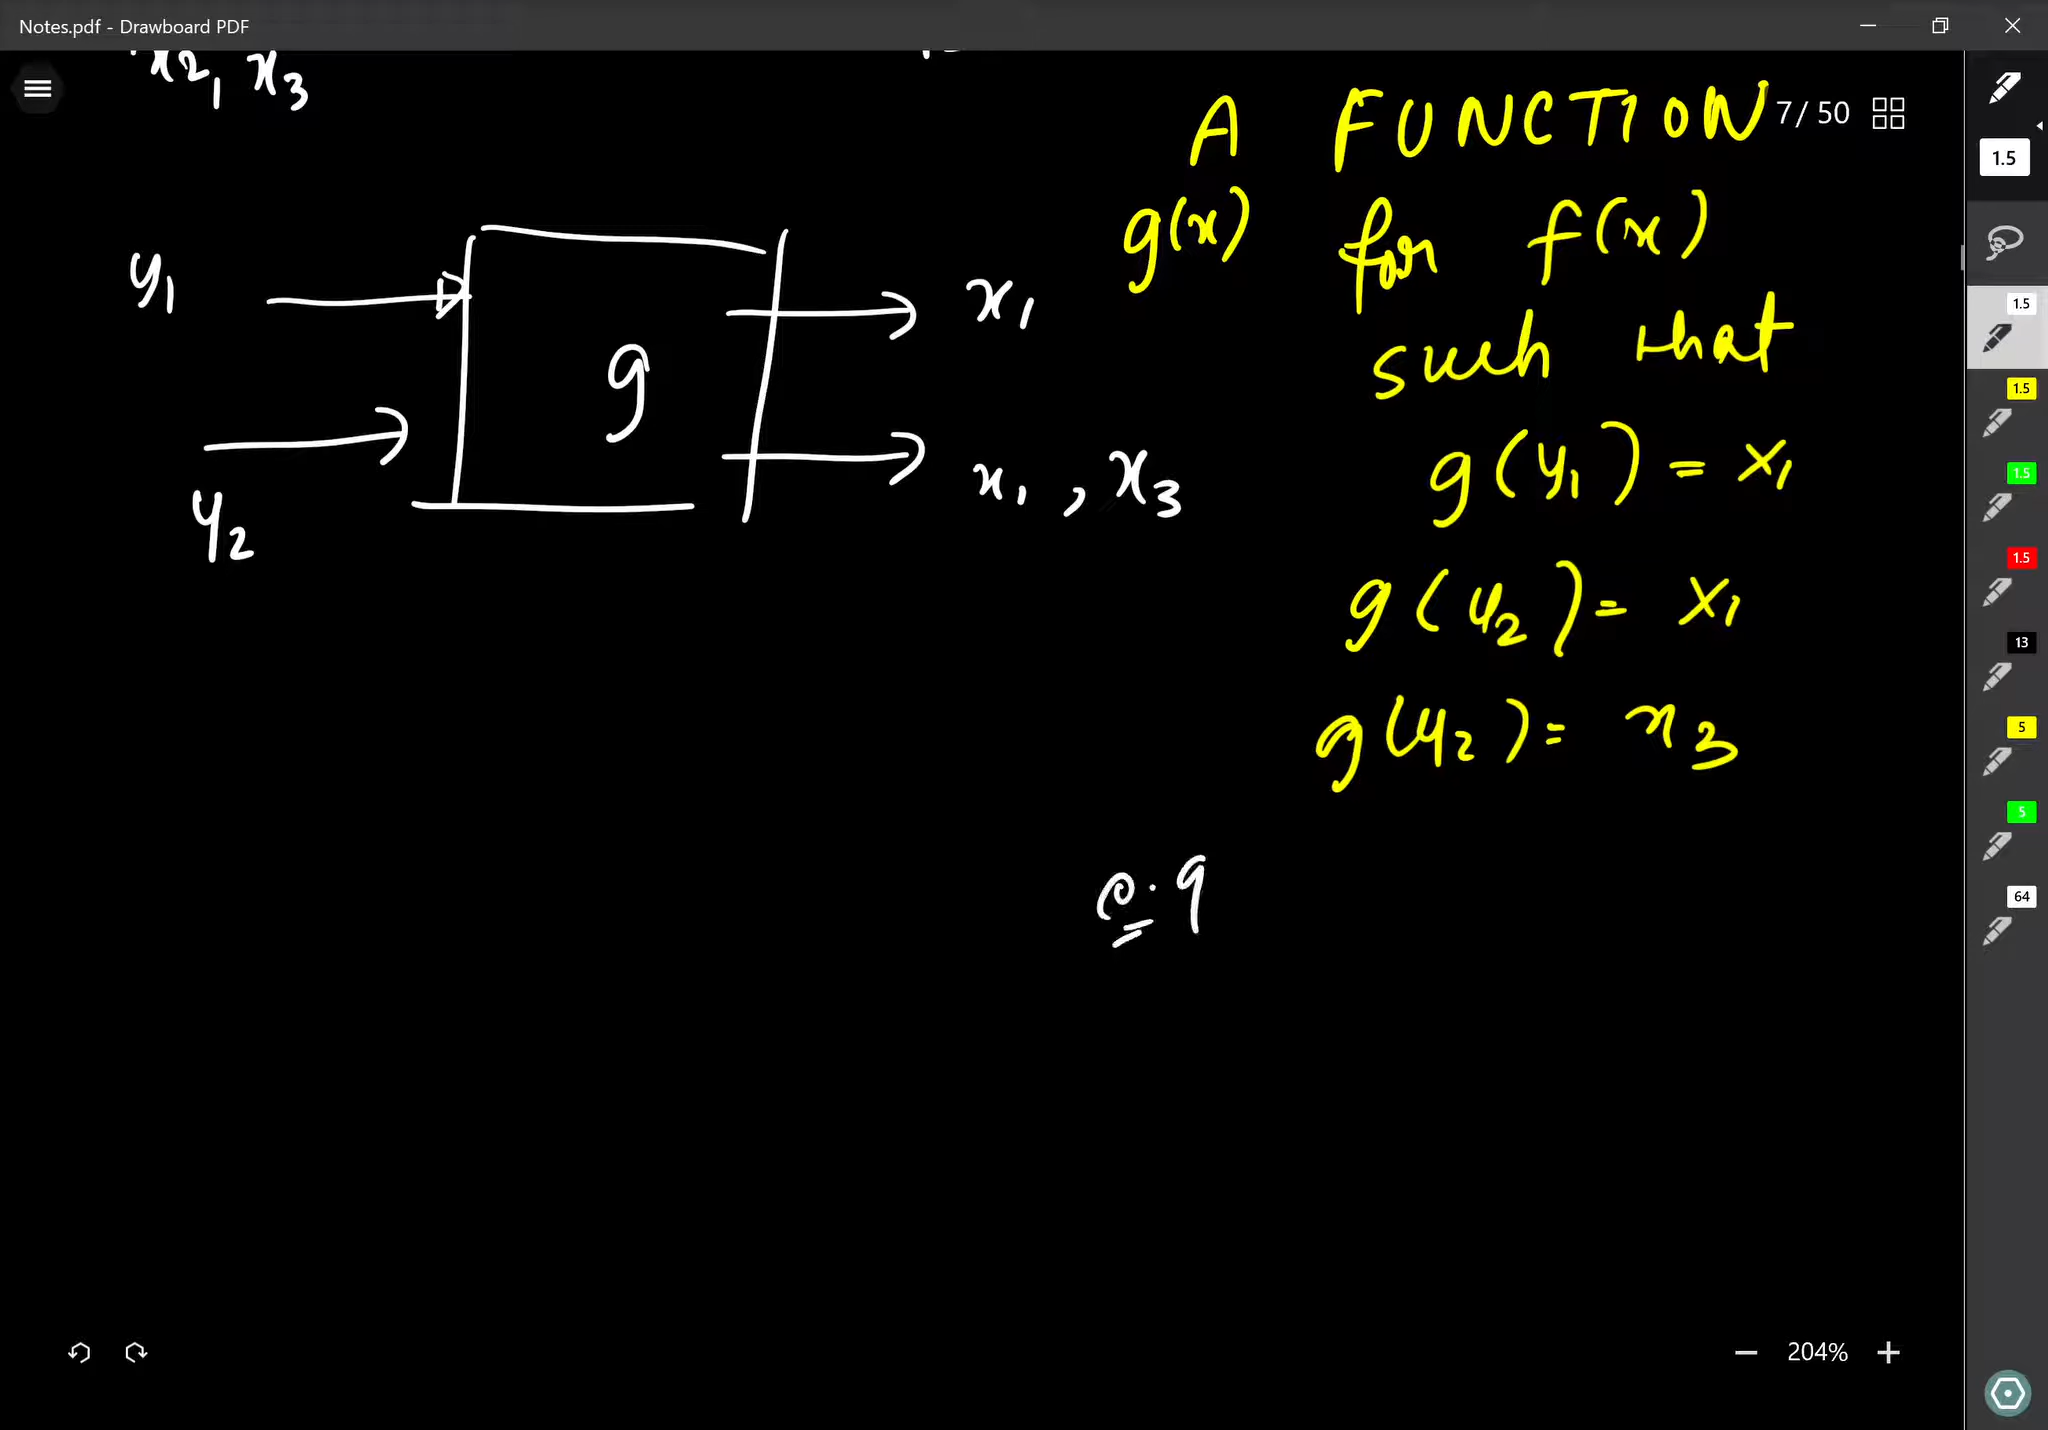 Notes.pdf - Drawboard PDF
x2, x3
7 / 50
A FUNCTION
g(x) for f(x)
such that
g(y1) = x1
g(y2) = x1
g(y2) = x3
y1
y2
g
x1
x1, x3
e.g
1.5
1.5
1.5
1.5
1.5
13
5
5
64
204%